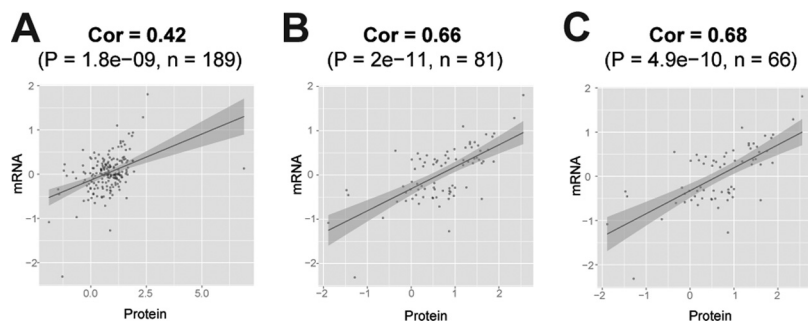 A
Cor = 0.42
(P = 1.8e−09, n = 189)
mRNA
2
1
0
−1
−2
0.0
2.5
5.0
Protein
B
Cor = 0.66
(P = 2e−11, n = 81)
mRNA
2
1
0
−1
−2
−2
−1
0
1
2
Protein
C
Cor = 0.68
(P = 4.9e−10, n = 66)
mRNA
2
1
0
−1
−2
−2
−1
0
1
2
Protein